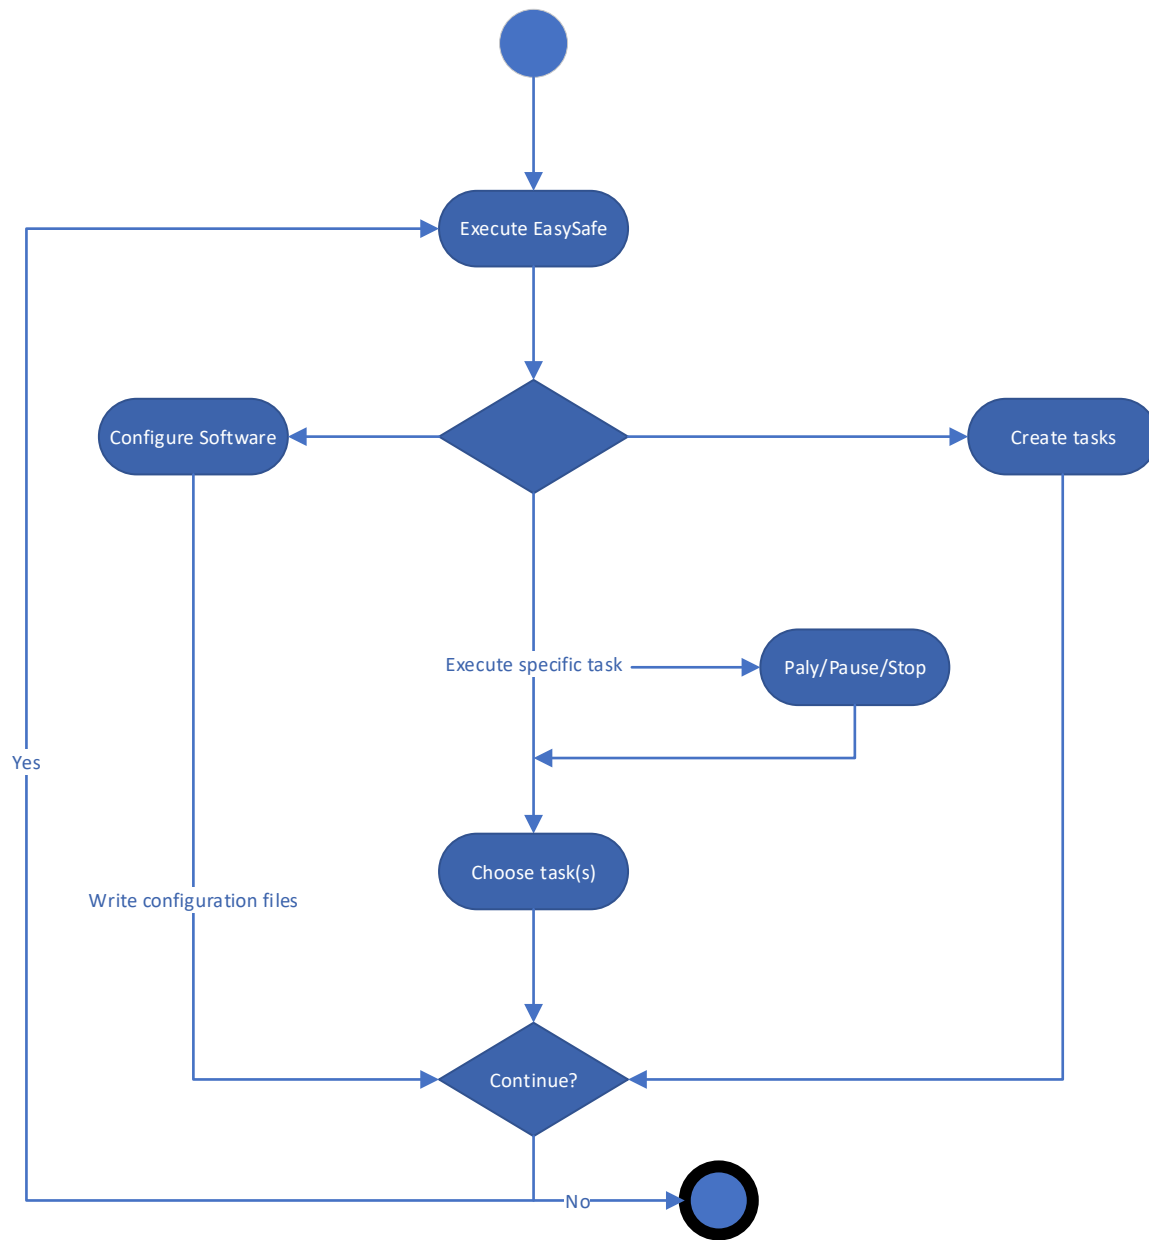 Execute EasySafe
Configure Software
Create tasks
Execute specific task
Paly/Pause/Stop
Yes
Choose task(s)
Write configuration files
Continue?
No